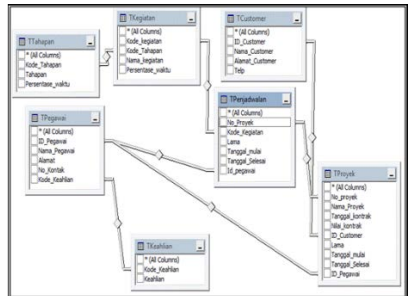 TTahapan
* (All Columns)
Kode_Tahapan
Tahapan
Persentase_waktu
TKegiatan
* (All Columns)
Kode_kegiatan
Kode_Tahapan
Nama_kegiatan
Persentase_waktu
TCustomer
* (All Columns)
ID_Customer
Nama_Customer
Alamat_Customer
Telp
TPegawai
* (All Columns)
ID_Pegawai
Nama_Pegawai
Alamat
No_Kontak
Kode_Keahlian
TPenjadwalan
* (All Columns)
No_Proyek
Kode_Kegiatan
Lama
Tanggal_mulai
Tanggal_Selesai
Id_pegawai
TProyek
* (All Columns)
No_proyek
Nama_Proyek
Tanggal_kontrak
Nilai_kontrak
ID_Customer
Lama
Tanggal_mulai
Tanggal_Selesai
ID_Pegawai
TKeahlian
* (All Columns)
Kode_Keahlian
Keahlian